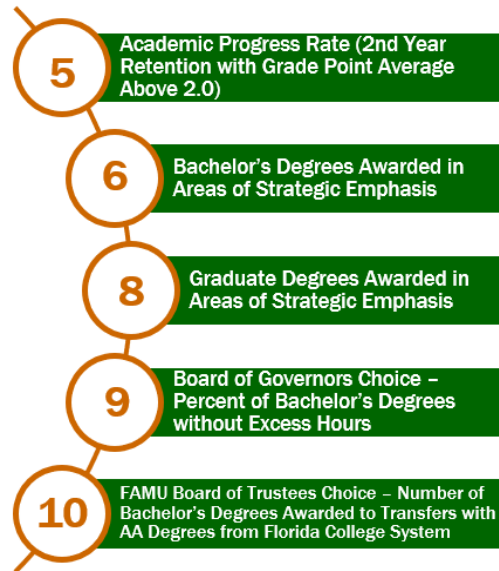 5
Academic Progress Rate (2nd Year
Retention with Grade Point Average
Above 2.0)
6
Bachelor's Degrees Awarded in
Areas of Strategic Emphasis
8
Graduate Degrees Awarded in
Areas of Strategic Emphasis
9
Board of Governors Choice –
Percent of Bachelor's Degrees
without Excess Hours
10
FAMU Board of Trustees Choice – Number of
Bachelor's Degrees Awarded to Transfers with
AA Degrees from Florida College System